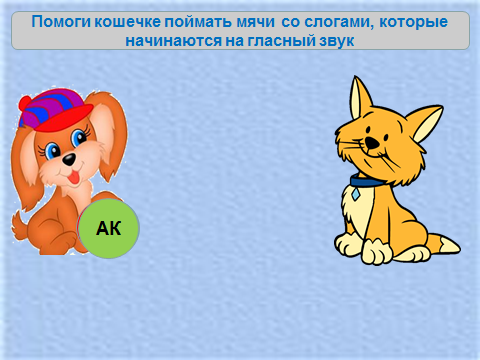 Помоги кошечке поймать мячи со слогами, которые
начинаются на гласный звук
АК